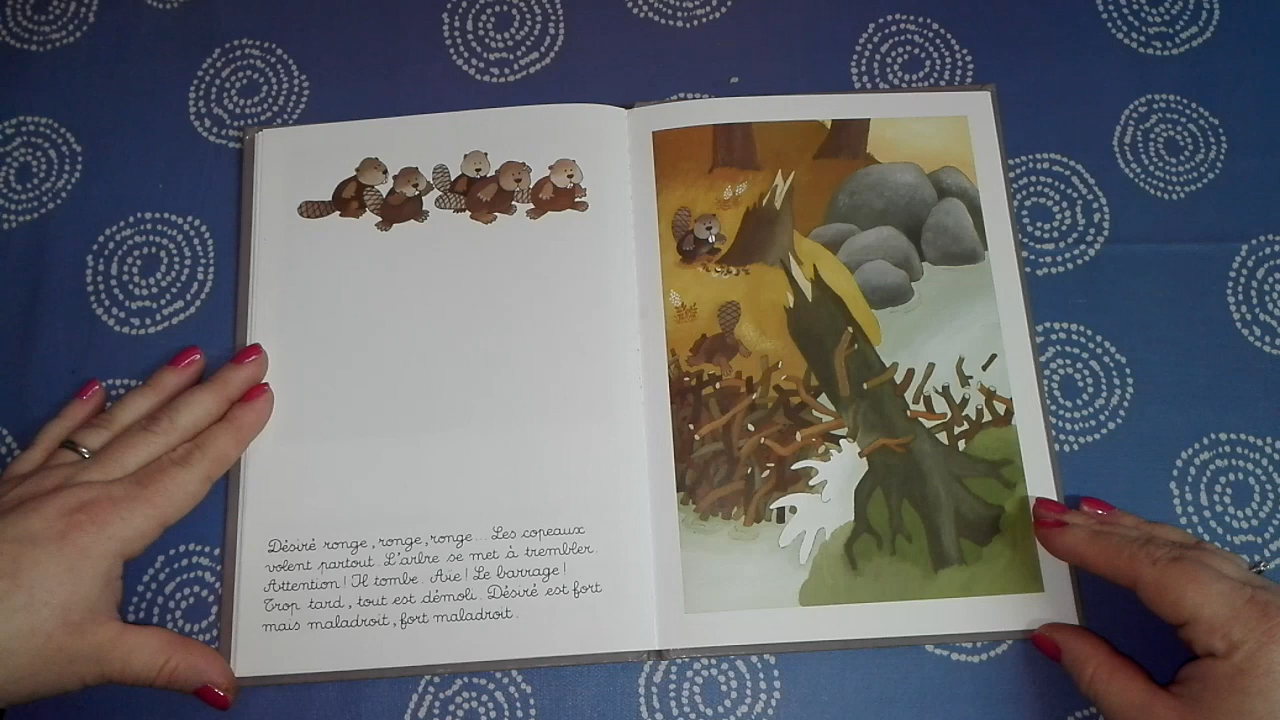 Désiré ronge, ronge, ronge... Les copeaux
volent partout. L'arbre se met à trembler.
Attention! Il tombe. Aïe! Le barrage!
Trop tard, tout est démoli. Désiré est fort
mais maladroit, fort maladroit.